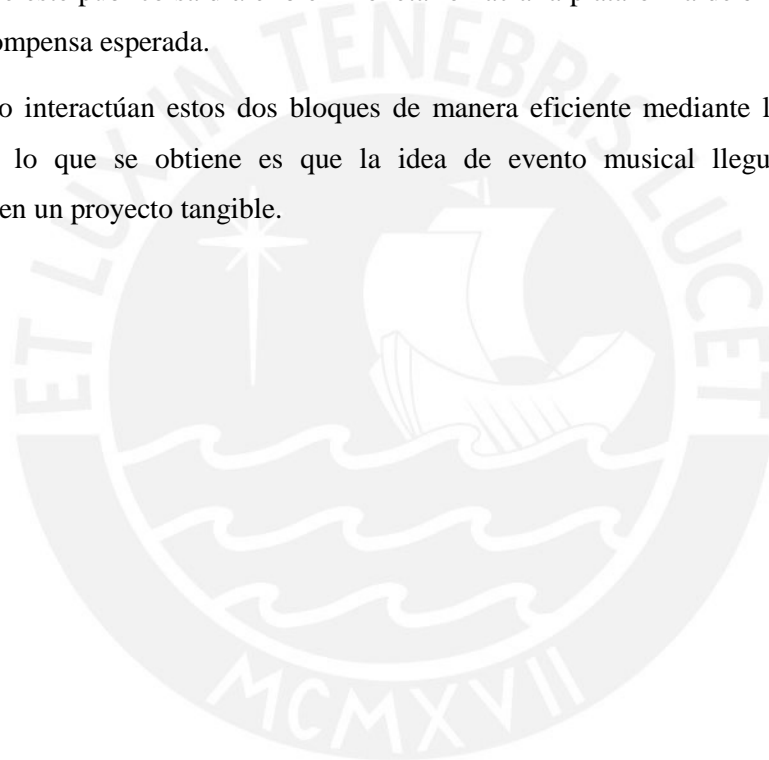 ompensa esperada.
o interactúan estos dos bloques de manera eficiente mediante l
lo que se obtiene es que la idea de evento musical llegu
en un proyecto tangible.
ET LUX IN TENEBRIS LUCET
MCMXVII